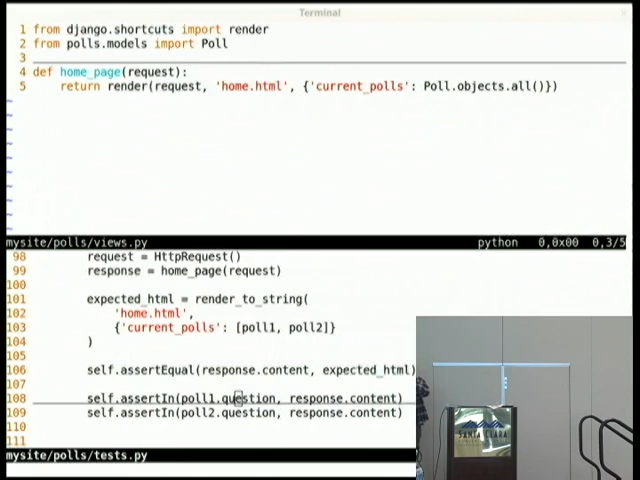 Terminal
1 from django.shortcuts import render
2 from polls.models import Poll
3
4 def home_page(request):
5     return render(request, 'home.html', {'current_polls': Poll.objects.all()})
~
~
~
~
~
~
~
~
~
mysite/polls/views.py python 0,0x00 0,3/5
98         request = HttpRequest()
99         response = home_page(request)
100
101         expected_html = render_to_string(
102             'home.html',
103             {'current_polls': [poll1, poll2]}
104         )
105
106         self.assertEqual(response.content, expected_html)
107
108         self.assertIn(poll1.question, response.content)
109         self.assertIn(poll2.question, response.content)
110
111
mysite/polls/tests.py
SANTA CLARA